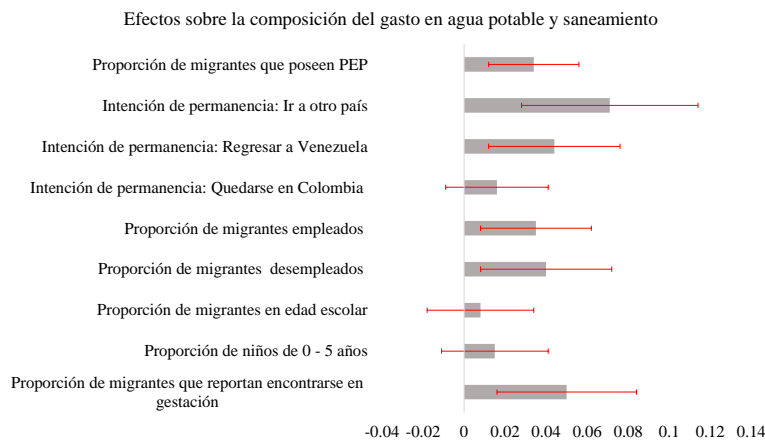 Efectos sobre la composición del gasto en agua potable y saneamiento
Proporción de migrantes que poseen PEP
Intención de permanencia: Ir a otro país
Intención de permanencia: Regresar a Venezuela
Intención de permanencia: Quedarse en Colombia
Proporción de migrantes empleados
Proporción de migrantes desempleados
Proporción de migrantes en edad escolar
Proporción de niños de 0 - 5 años
Proporción de migrantes que reportan encontrarse en
gestación
-0.04 -0.02 0 0.02 0.04 0.06 0.08 0.1 0.12 0.14